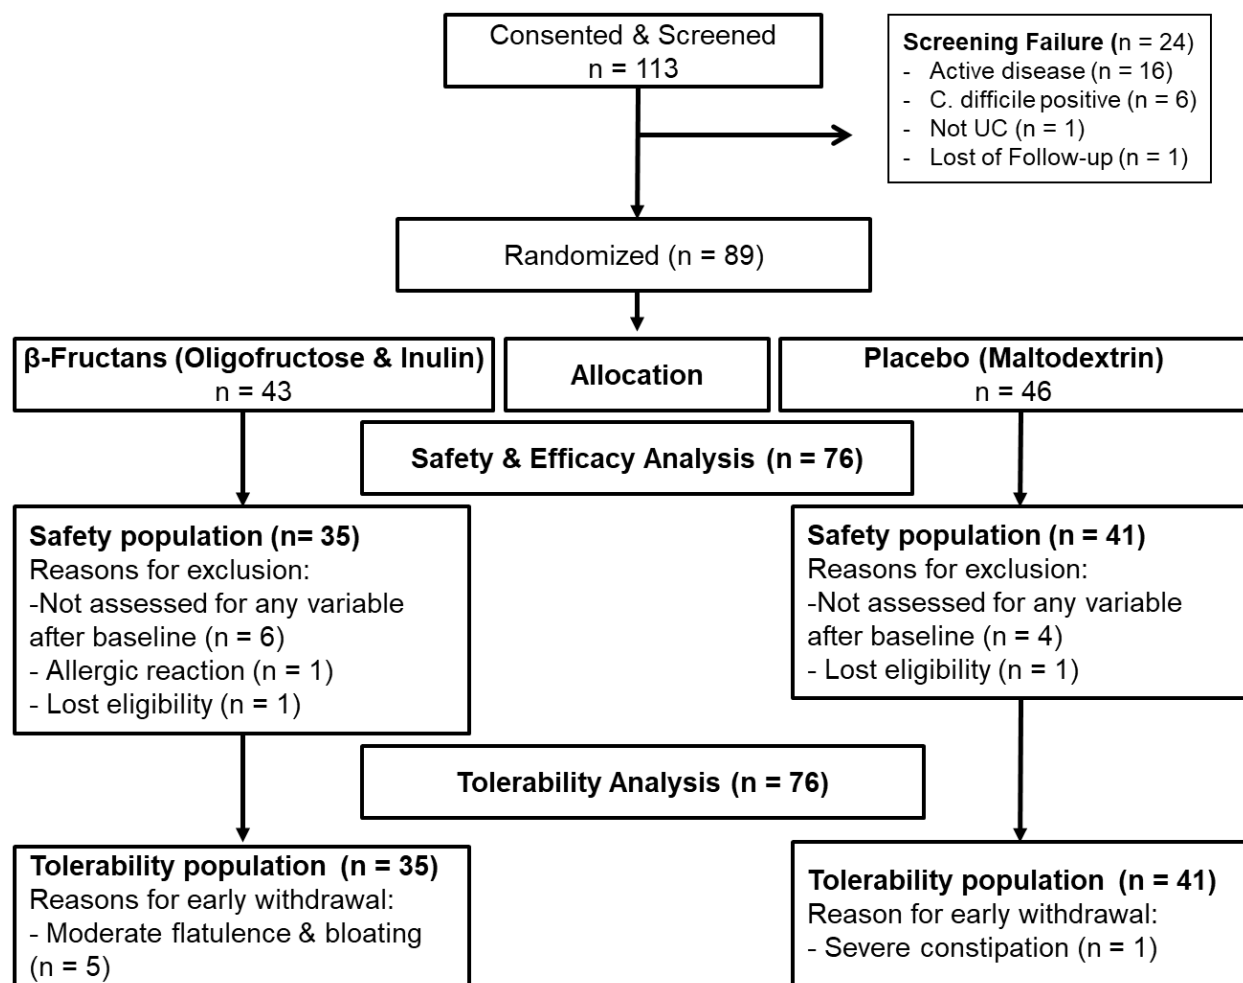 Consented & Screened
n = 113
Screening Failure (n = 24)
- Active disease (n = 16)
- C. difficile positive (n = 6)
- Not UC (n = 1)
- Lost of Follow-up (n = 1)
Randomized (n = 89)
β-Fructans (Oligofructose & Inulin)
n = 43
Allocation
Placebo (Maltodextrin)
n = 46
Safety & Efficacy Analysis (n = 76)
Safety population (n= 35)
Reasons for exclusion:
-Not assessed for any variable
after baseline (n = 6)
- Allergic reaction (n = 1)
- Lost eligibility (n = 1)
Safety population (n = 41)
Reasons for exclusion:
-Not assessed for any variable
after baseline (n = 4)
- Lost eligibility (n = 1)
Tolerability Analysis (n = 76)
Tolerability population (n = 35)
Reasons for early withdrawal:
- Moderate flatulence & bloating
(n = 5)
Tolerability population (n = 41)
Reason for early withdrawal:
- Severe constipation (n = 1)